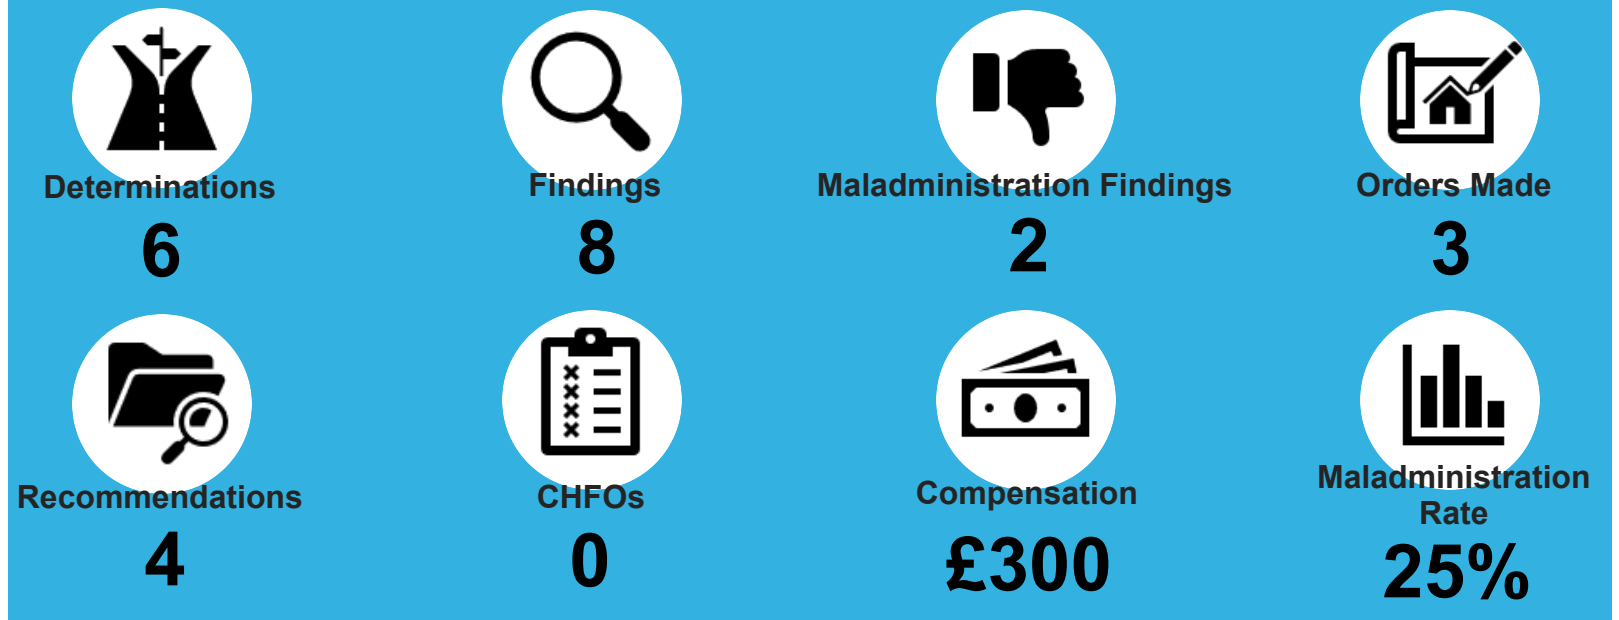 Determinations
6
Findings
8
Maladministration Findings
2
Orders Made
3
Recommendations
4
CHFOs
0
Compensation
£300
Maladministration
Rate
25%